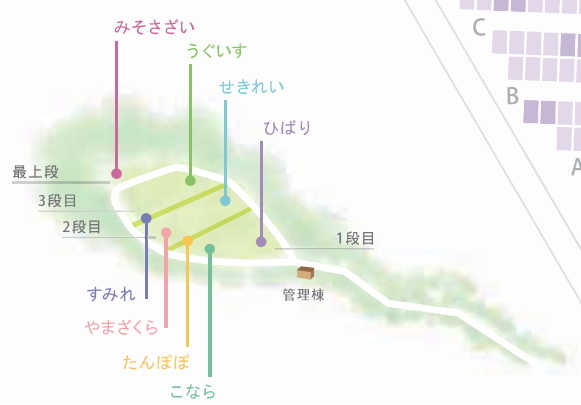 みそさざい
うぐいす
C
せきれい
B
ひばり
A
最上段
3段目
2段目
1段目
すみれ
管理棟
やまざくら
たんぽぽ
こなら